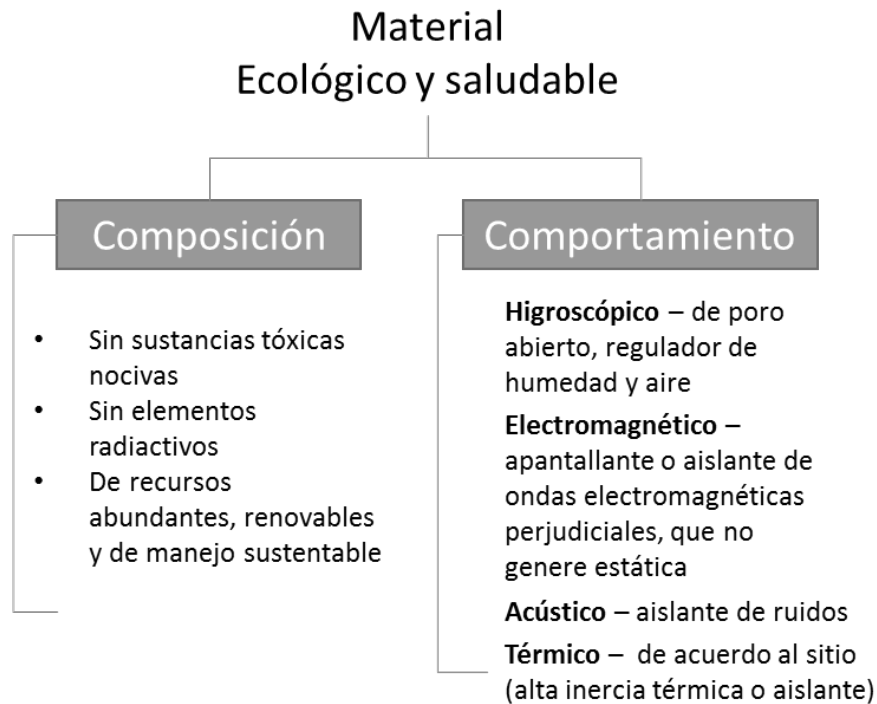 Material
Ecológico y saludable
Composición
• Sin sustancias tóxicas
nocivas
• Sin elementos
radiactivos
• De recursos
abundantes, renovables
y de manejo sustentable
Comportamiento
Higroscópico – de poro
abierto, regulador de
humedad y aire
Electromagnético –
apantallante o aislante de
ondas electromagnéticas
perjudiciales, que no
genere estática
Acústico – aislante de ruidos
Térmico – de acuerdo al sitio
(alta inercia térmica o aislante)